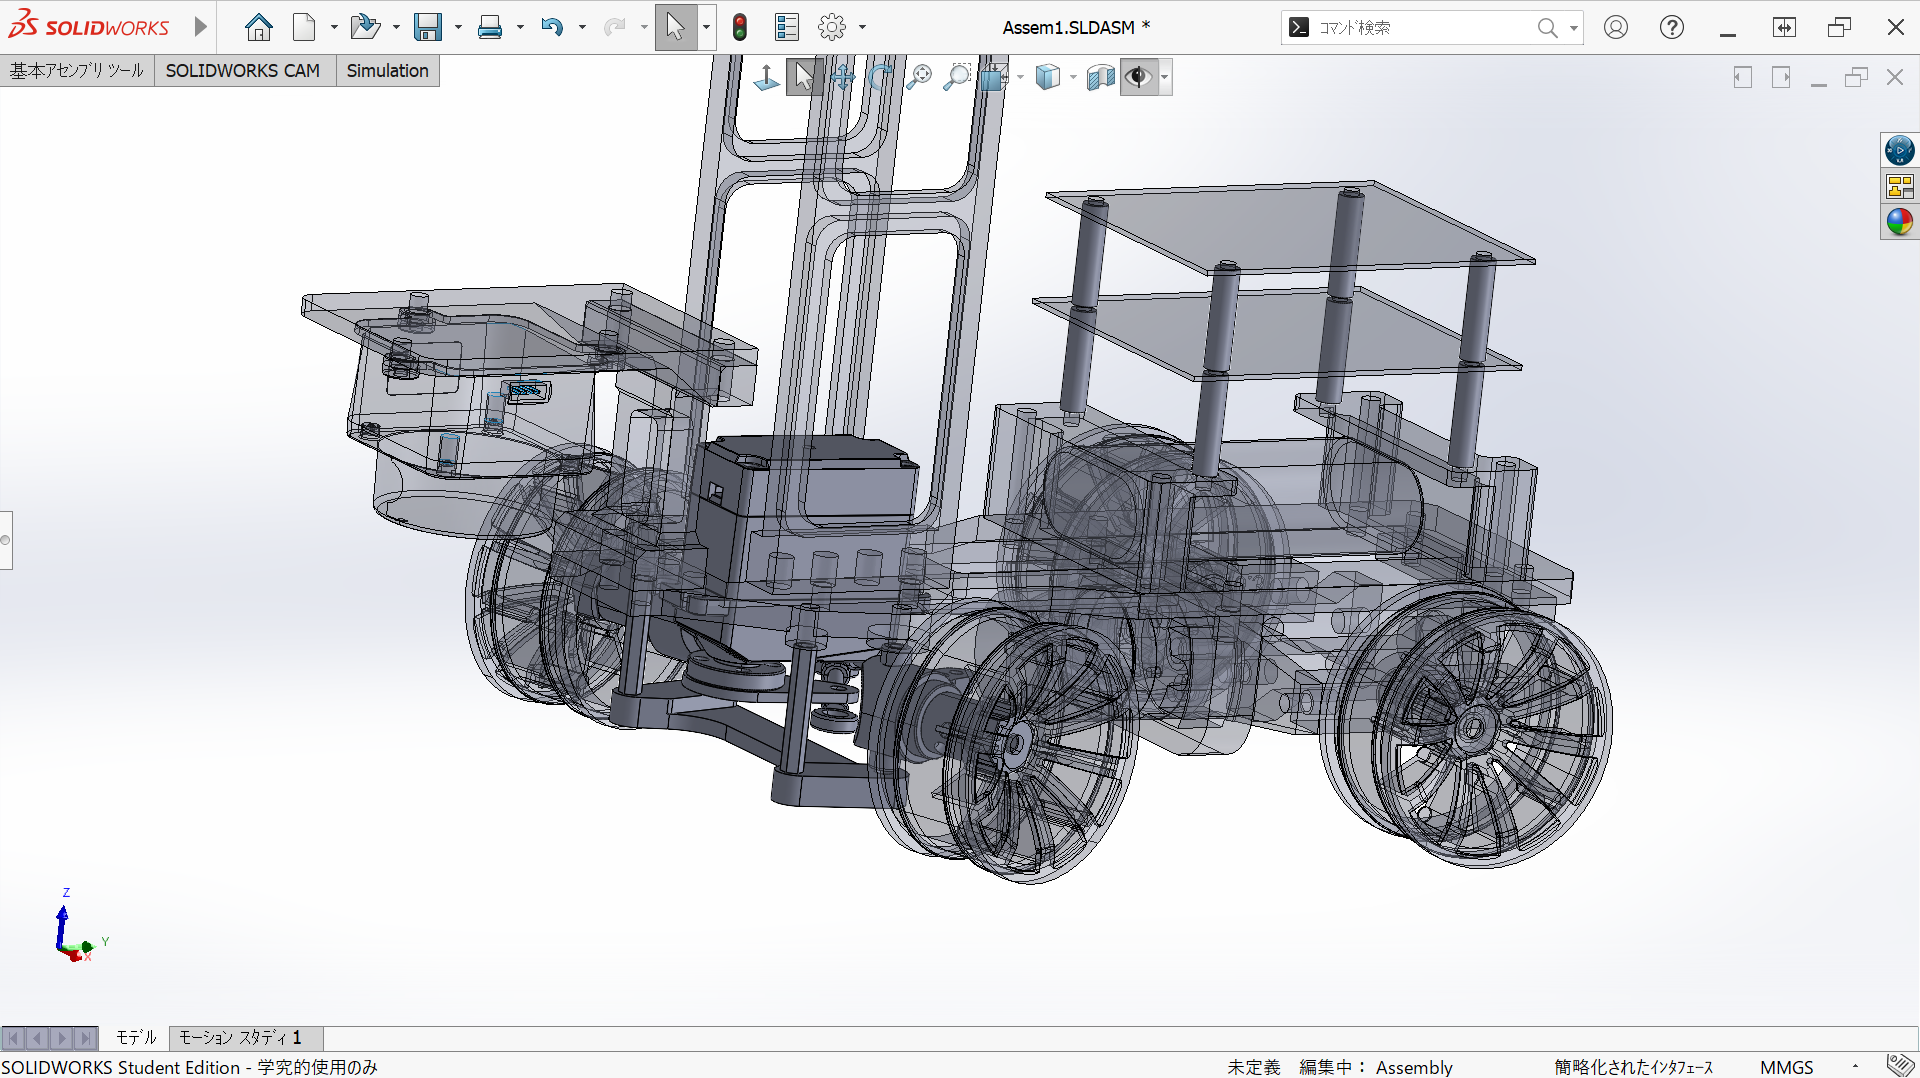 SOLIDWORKS
Assem1.SLDASM *
コマンド検索
基本アセンブリ ツール
SOLIDWORKS CAM
Simulation
Z
Y
X
モデル
モーション スタディ 1
SOLIDWORKS Student Edition - 学究的使用のみ
未定義
編集中： Assembly
簡略化されたインタフェース
MMGS